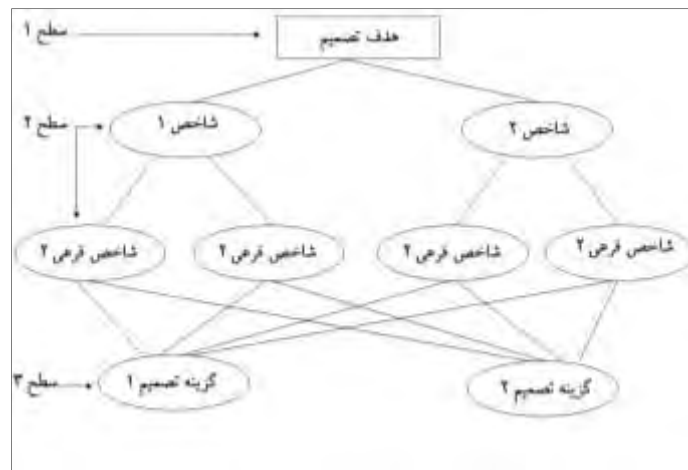 سطح ۱
هدف تصمیم
سطح ۲
شاخص ۱
شاخص ۲
شاخص فرعی ۲
شاخص فرعی ۲
شاخص فرعی ۲
شاخص فرعی ۲
سطح ۳
گزینه تصمیم ۱
گزینه تصمیم ۲